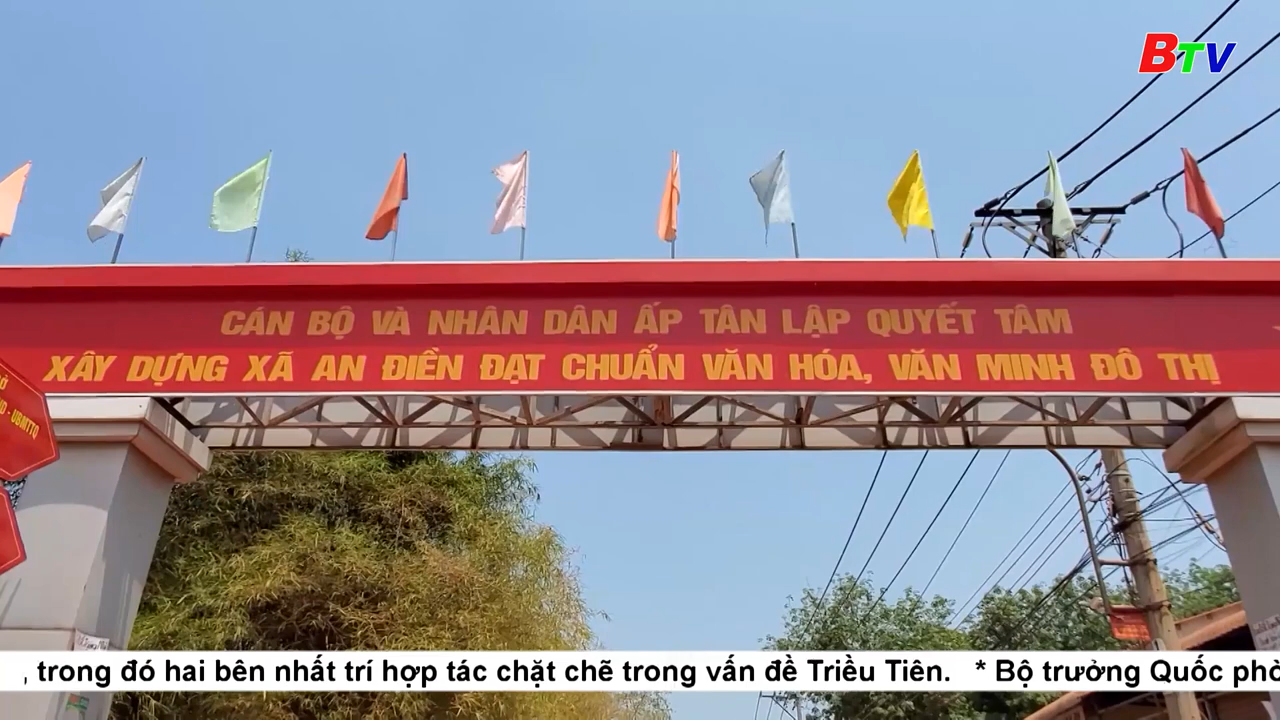 BTV
CÁN BỘ VÀ NHÂN DÂN ẤP TÂN LẬP QUYẾT TÂM
XÂY DỰNG XÃ AN ĐIỀN ĐẠT CHUẨN VĂN HÓA, VĂN MINH ĐÔ THỊ
- UBMTTQ
, trong đó hai bên nhất trí hợp tác chặt chẽ trong vấn đề Triều Tiên. * Bộ trưởng Quốc phò